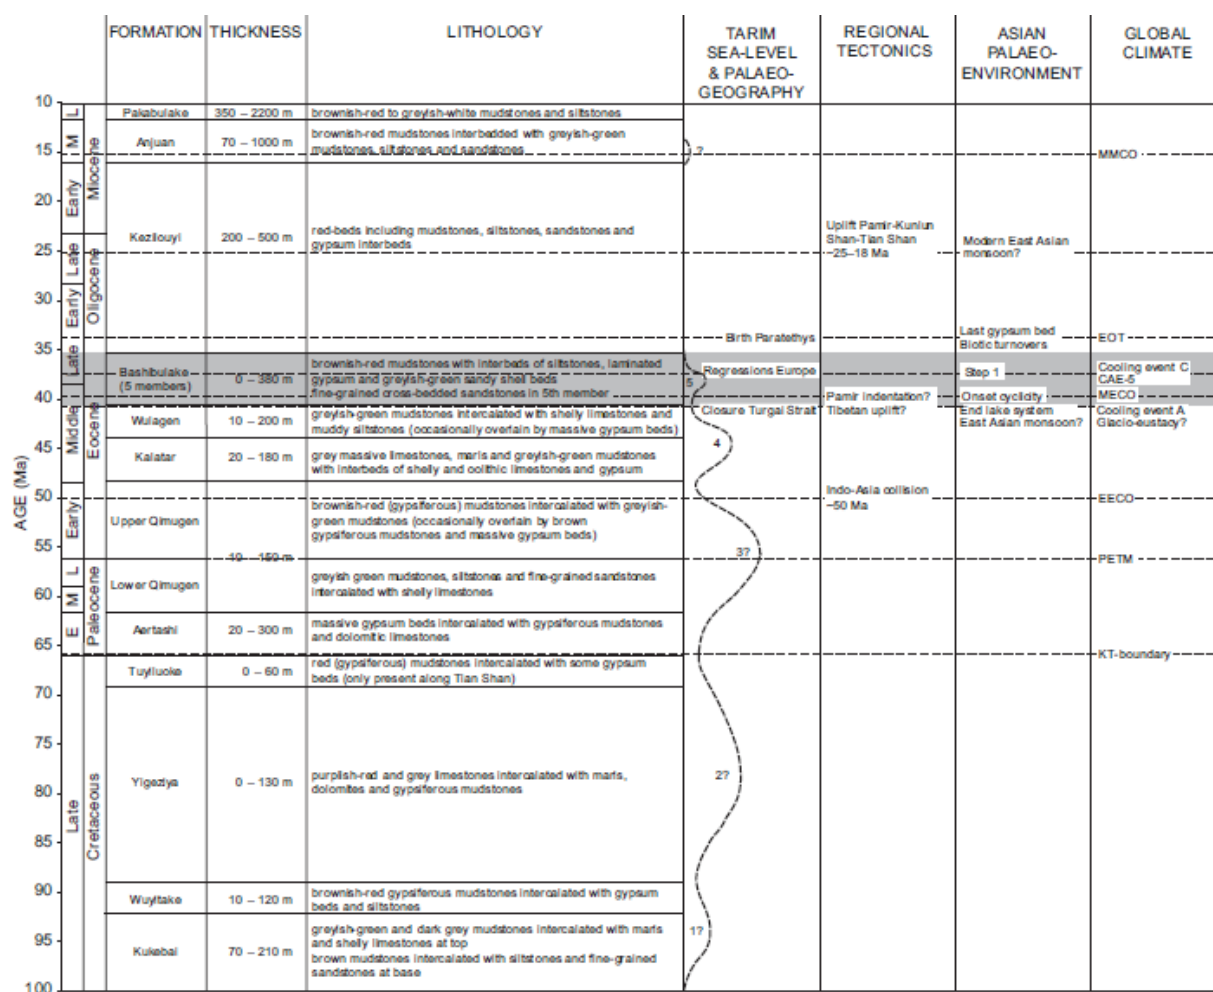 FORMATION
THICKNESS
LITHOLOGY
TARIM
SEA-LEVEL
& PALAEO-
GEOGRAPHY
REGIONAL
TECTONICS
ASIAN
PALAEO-
ENVIRONMENT
GLOBAL
CLIMATE
AGE (Ma)
10
15
20
25
30
35
40
45
50
55
60
65
70
75
80
85
90
95
100
L
M
Early
Miocene
Late
Early
Oligocene
Late
Middle
Early
Eocene
L
M
E
Paleocene
Late
Cretaceous
Pakabulake
350 – 2200 m
brownish-red to greyish-white mudstones and siltstones
Anjuan
70 – 1000 m
brownish-red mudstones interbedded with greyish-green
mudstones, siltstones and sandstones
?
MMCO
Kezilouyi
200 – 500 m
red-beds including mudstones, siltstones, sandstones and
gypsum interbeds
Uplift Pamir-Kunlun
Shan-Tian Shan
~25–18 Ma
Modern East Asian
monsoon?
Birth Paratethys
Last gypsum bed
Biotic turnovers
EOT
Bashibulake
(5 members)
0 – 380 m
brownish-red mudstones with interbeds of siltstones, laminated
gypsum and greyish-green sandy shell beds
fine-grained cross-bedded sandstones in 5th member
5
Regressions Europe
Step 1
Cooling event C
CAE-5
Pamir indentation?
Onset cyclicity
MECO
Wulagen
10 – 200 m
greyish-green mudstones intercalated with shelly limestones and
muddy siltstones (occasionally overlain by massive gypsum beds)
Closure Turgai Strait
Tibetan uplift?
End lake system
East Asian monsoon?
Cooling event A
Glacio-eustacy?
4
Kalatar
20 – 180 m
grey massive limestones, marls and greyish-green mudstones
with interbeds of shelly and oolithic limestones and gypsum
Indo-Asia collision
~50 Ma
EECO
Upper Qimugen
brownish-red (gypsiferous) mudstones intercalated with greyish-
green mudstones (occasionally overlain by brown
gypsiferous mudstones and massive gypsum beds)
3?
10 – 150 m
PETM
Lower Qimugen
greyish green mudstones, siltstones and fine-grained sandstones
intercalated with shelly limestones
Aertashi
20 – 300 m
massive gypsum beds intercalated with gypsiferous mudstones
and dolomitic limestones
KT-boundary
Tuyiluoke
0 – 60 m
red (gypsiferous) mudstones intercalated with some gypsum
beds (only present along Tian Shan)
Yigeziya
0 – 130 m
purplish-red and grey limestones intercalated with marls,
dolomites and gypsiferous mudstones
2?
Wuyitake
10 – 120 m
brownish-red gypsiferous mudstones intercalated with gypsum
beds and siltstones
1?
Kukebai
70 – 210 m
greyish-green and dark grey mudstones intercalated with marls
and shelly limestones at top
brown mudstones intercalated with siltstones and fine-grained
sandstones at base